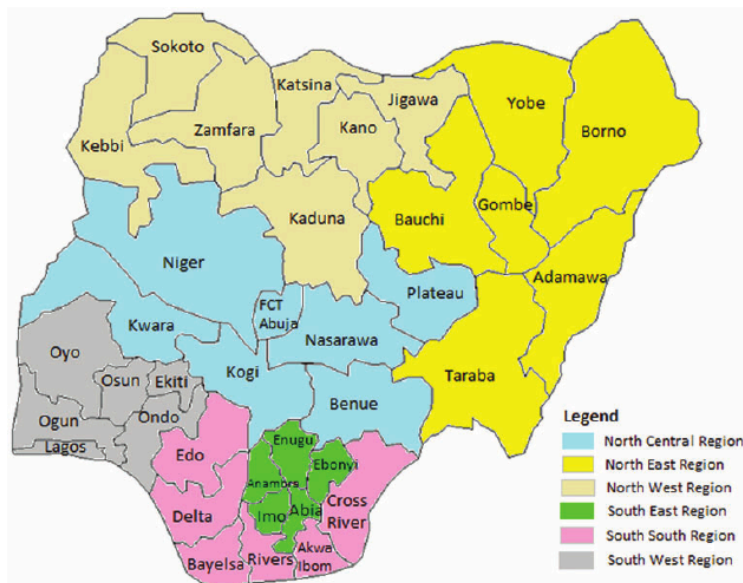 Sokoto
Katsina
Jigawa
Yobe
Borno
Kebbi
Zamfara
Kano
Kaduna
Bauchi
Gombe
Adamawa
Niger
FCT
Abuja
Plateau
Kwara
Nasarawa
Oyo
Osun
Ekiti
Kogi
Taraba
Benue
Ogun
Ondo
Lagos
Edo
Enugu
Ebonyi
Anambra
Delta
Imo
Abia
Cross
River
Bayelsa
Rivers
Akwa
Ibom
Legend
North Central Region
North East Region
North West Region
South East Region
South South Region
South West Region